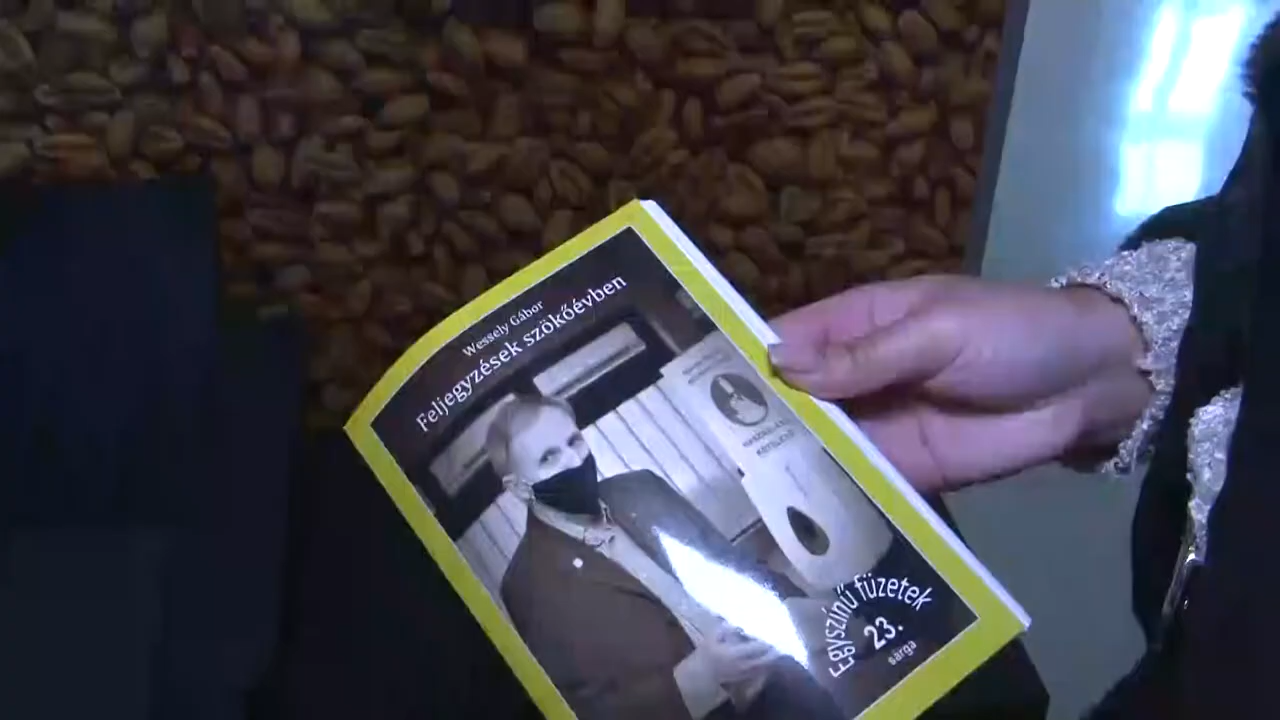 Wessely Gábor
Feljegyzések szökőévben
Egyszínű füzetek
23.
sárga